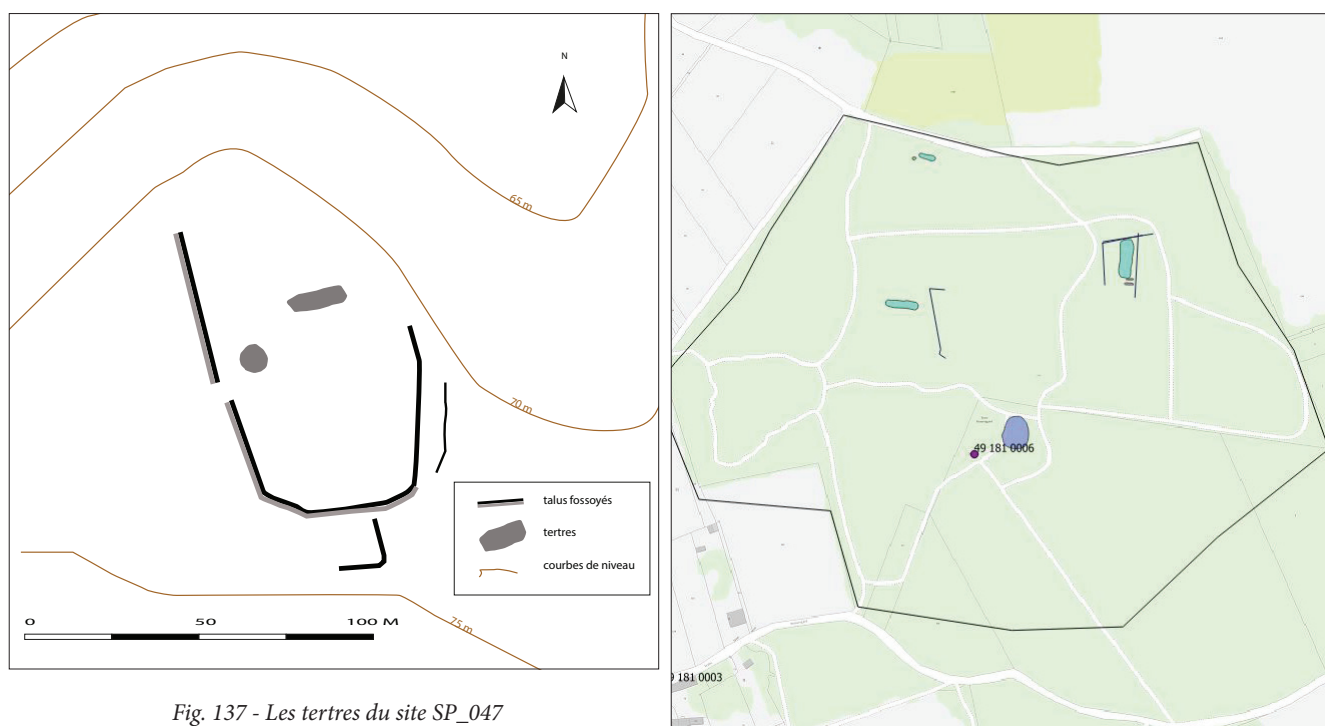 N
65 m
70 m
talus fossoyés
tertres
courbes de niveau
0 50 100 M
75 m
Fig. 137 - Les tertres du site SP_047
49 181 0006
9 181 0003